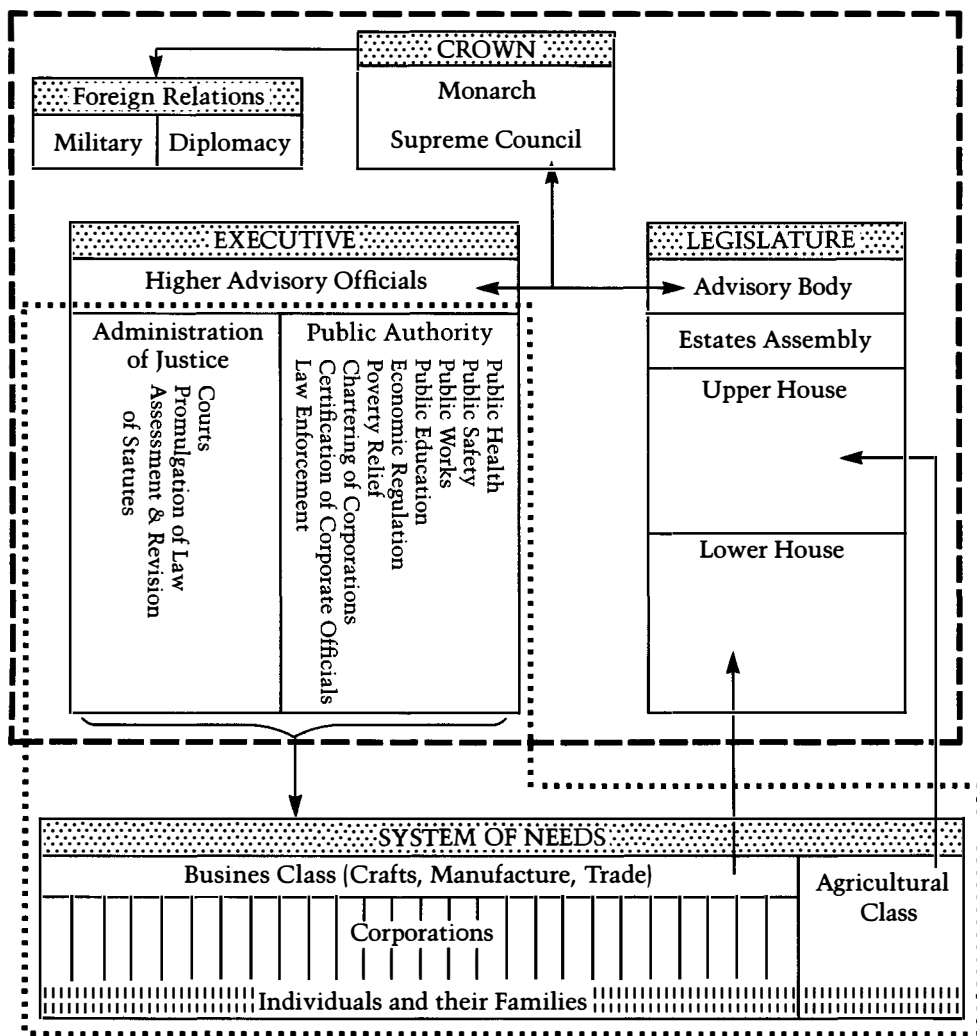 CROWN
Monarch
Supreme Council
Foreign Relations
Military
Diplomacy
EXECUTIVE
Higher Advisory Officials
Administration
of Justice
Courts
Promulgation of Law
Assessment & Revision
of Statutes
Public Authority
Public Health
Public Safety
Public Works
Public Education
Economic Regulation
Poverty Relief
Chartering of Corporations
Certification of Corporate Officials
Law Enforcement
LEGISLATURE
Advisory Body
Estates Assembly
Upper House
Lower House
SYSTEM OF NEEDS
Busines Class (Crafts, Manufacture, Trade)
Corporations
Agricultural
Class
Individuals and their Families